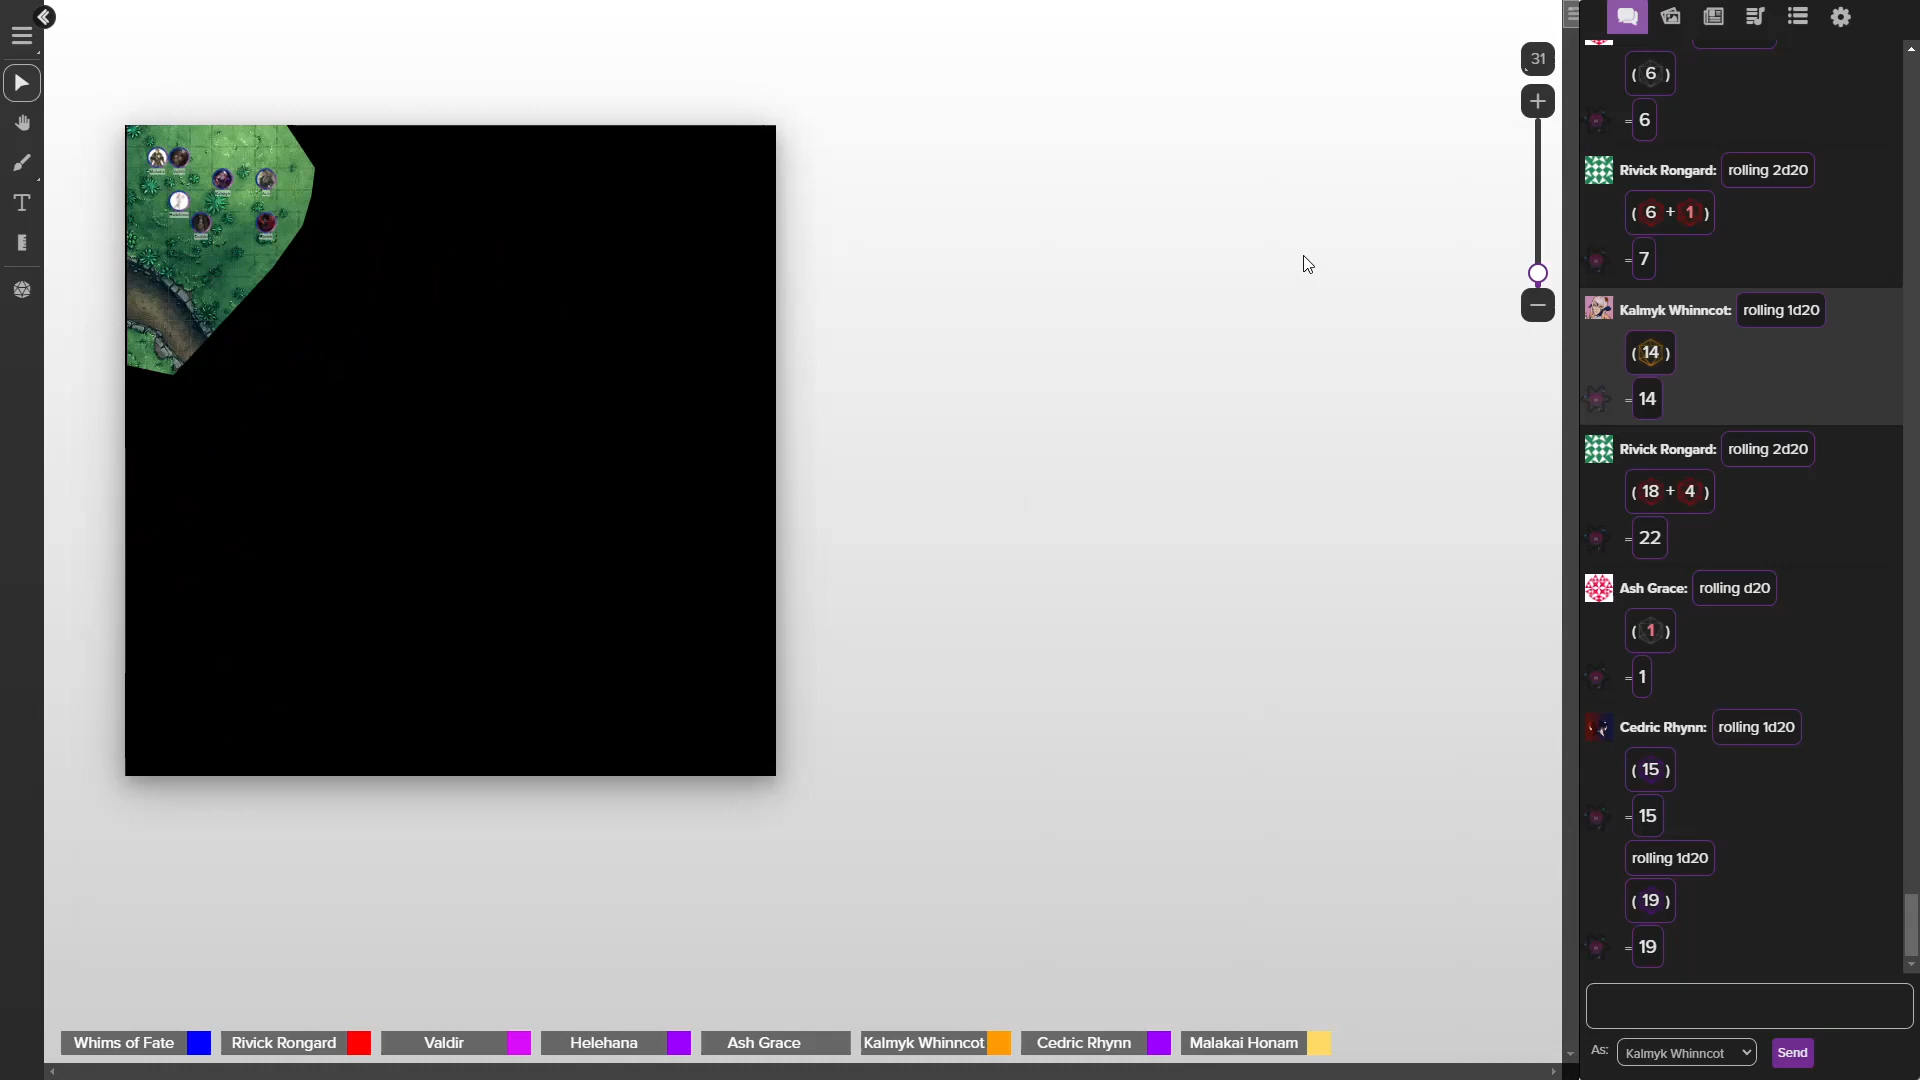 31
( 6 )
= 6
Rivick Rongard: rolling 2d20
( 6 + 1 )
= 7
Kalmyk Whinncot: rolling 1d20
( 14 )
= 14
Rivick Rongard: rolling 2d20
( 18 + 4 )
= 22
Ash Grace: rolling d20
( 1 )
= 1
Cedric Rhynn: rolling 1d20
( 15 )
= 15
rolling 1d20
( 19 )
= 19
As: Kalmyk Whinncot Send
Whims of Fate Rivick Rongard Valdir Helehana Ash Grace Kalmyk Whinncot Cedric Rhynn Malakai Honam